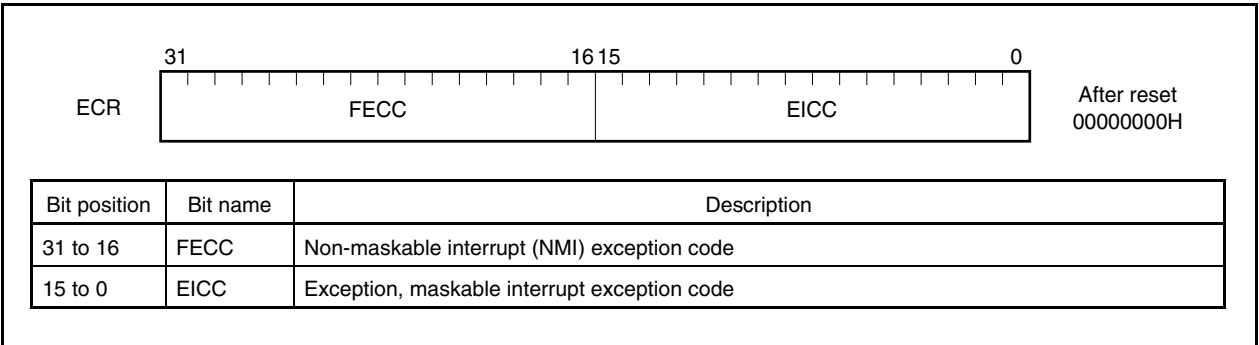 31 16 15 0
ECR FECC EICC After reset
00000000H
Bit position Bit name Description
31 to 16 FECC Non-maskable interrupt (NMI) exception code
15 to 0 EICC Exception, maskable interrupt exception code